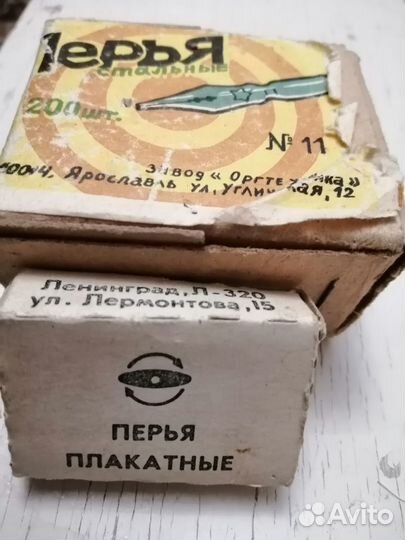 Перья
стальные
200шт.
№ 11
Завод «Оргтехника»
Ярославль ул. Угличская, 12
Ленинград, Л-320
ул. Лермонтова, 15
ПЕРЬЯ
ПЛАКАТНЫЕ
Avito